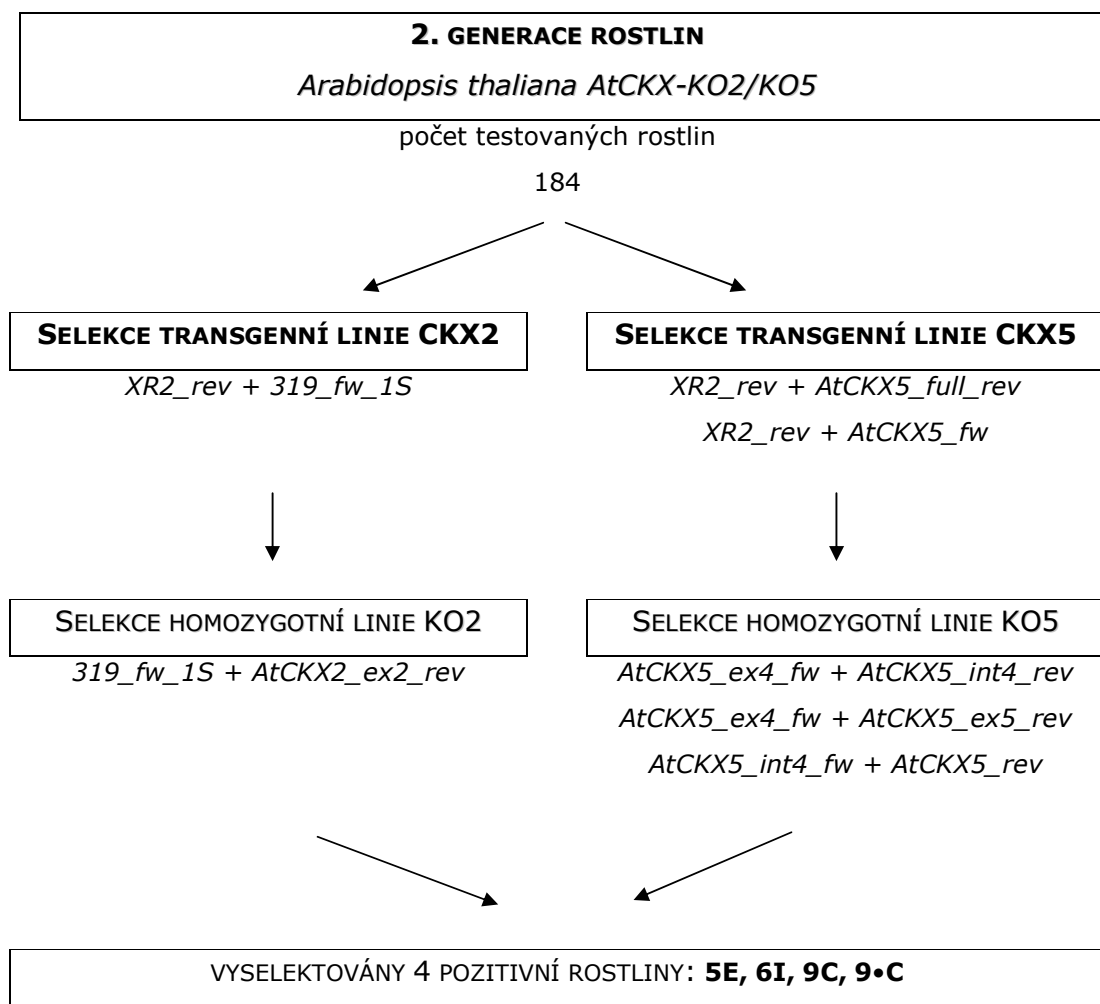 2. GENERACE ROSTLIN
Arabidopsis thaliana AtCKX-KO2/KO5
počet testovaných rostlin
184
SELEKCE TRANSGENNÍ LINIE CKX2
XR2_rev + 319_fw_1S
SELEKCE TRANSGENNÍ LINIE CKX5
XR2_rev + AtCKX5_full_rev
XR2_rev + AtCKX5_fw
SELEKCE HOMOZYGOTNÍ LINIE KO2
319_fw_1S + AtCKX2_ex2_rev
SELEKCE HOMOZYGOTNÍ LINIE KO5
AtCKX5_ex4_fw + AtCKX5_int4_rev
AtCKX5_ex4_fw + AtCKX5_ex5_rev
AtCKX5_int4_fw + AtCKX5_rev
VYSELEKTOVÁNY 4 POZITIVNÍ ROSTLINY: 5E, 6I, 9C, 9•C